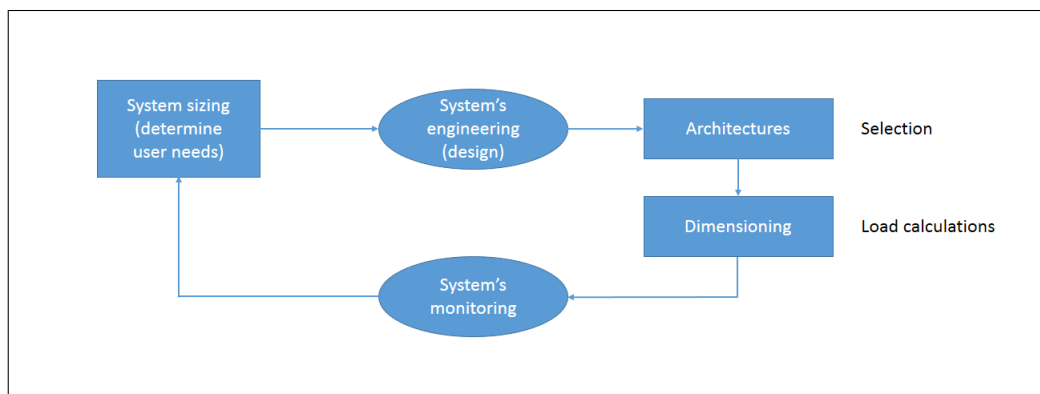 System sizing
(determine
user needs)
System's
engineering
(design)
Architectures
Selection
Dimensioning
Load calculations
System's
monitoring